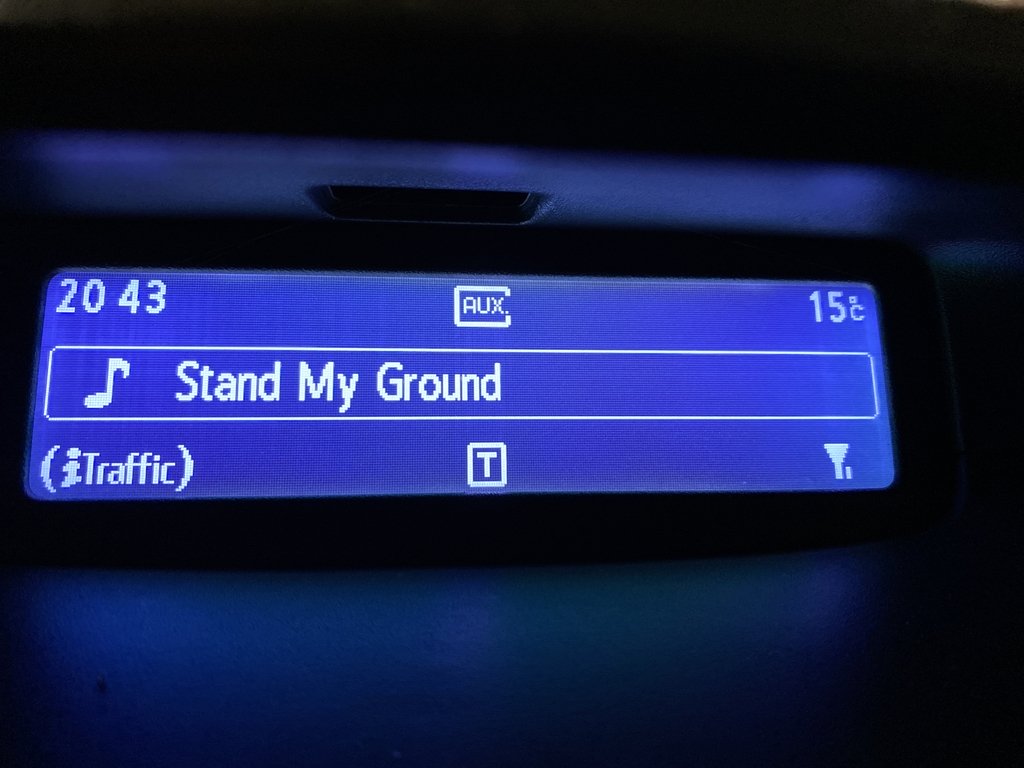 20 43 AUX 15°C
Stand My Ground
(iTraffic) T